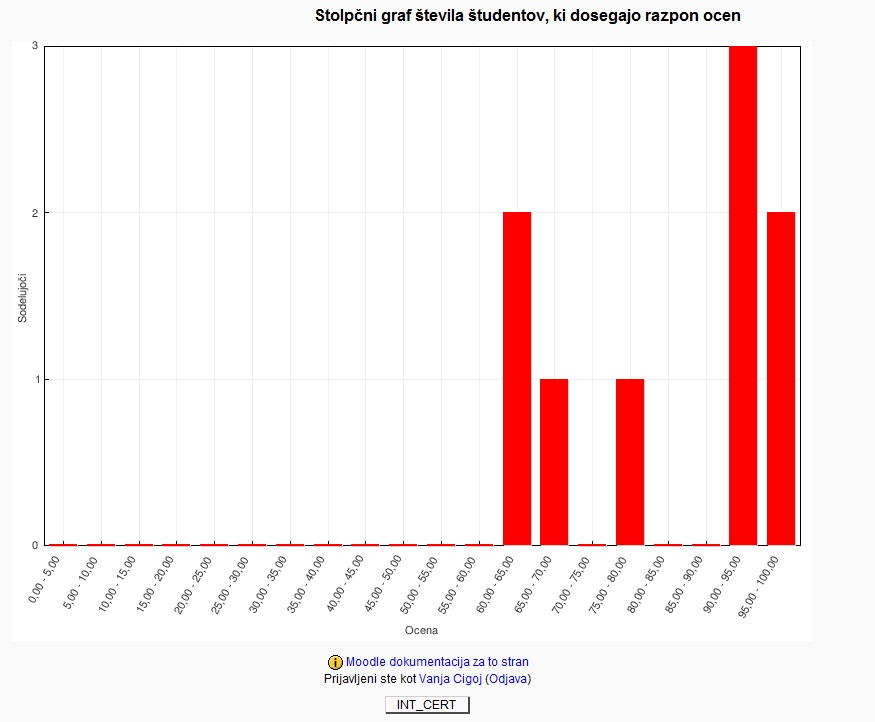 Stolpčni graf števila študentov, ki dosegajo razpon ocen
3
2
1
0
Sodelujoči
0,00 - 5,00
5,00 - 10,00
10,00 - 15,00
15,00 - 20,00
20,00 - 25,00
25,00 - 30,00
30,00 - 35,00
35,00 - 40,00
40,00 - 45,00
45,00 - 50,00
50,00 - 55,00
55,00 - 60,00
60,00 - 65,00
65,00 - 70,00
70,00 - 75,00
75,00 - 80,00
80,00 - 85,00
85,00 - 90,00
90,00 - 95,00
95,00 - 100,00
Ocena
i Moodle dokumentacija za to stran
Prijavljeni ste kot Vanja Cigoj (Odjava)
INT_CERT